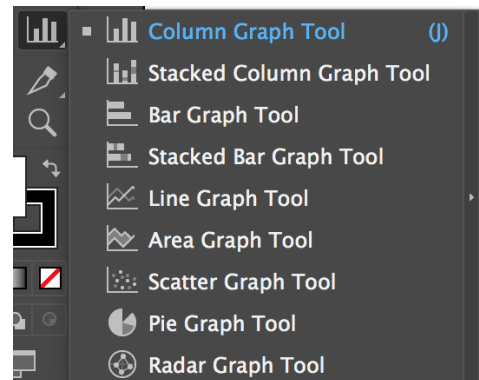 Column Graph Tool (J)
Stacked Column Graph Tool
Bar Graph Tool
Stacked Bar Graph Tool
Line Graph Tool
Area Graph Tool
Scatter Graph Tool
Pie Graph Tool
Radar Graph Tool